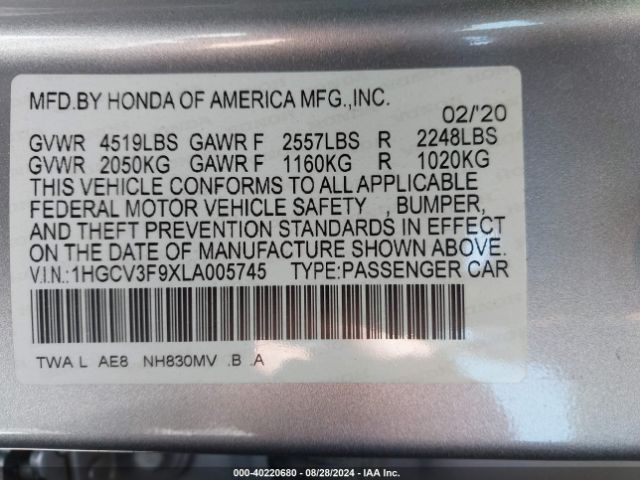 MFD.BY HONDA OF AMERICA MFG.,INC.
02/'20
GVWR 4519LBS GAWR F 2557LBS R 2248LBS
GVWR 2050KG GAWR F 1160KG R 1020KG
THIS VEHICLE CONFORMS TO ALL APPLICABLE
FEDERAL MOTOR VEHICLE SAFETY , BUMPER,
AND THEFT PREVENTION STANDARDS IN EFFECT
ON THE DATE OF MANUFACTURE SHOWN ABOVE.
V.I.N.:1HGCV3F9XLA005745 TYPE:PASSENGER CAR
TWA L AE8 NH830MV .B .A
000-40220680 - 08/28/2024 - IAA Inc.